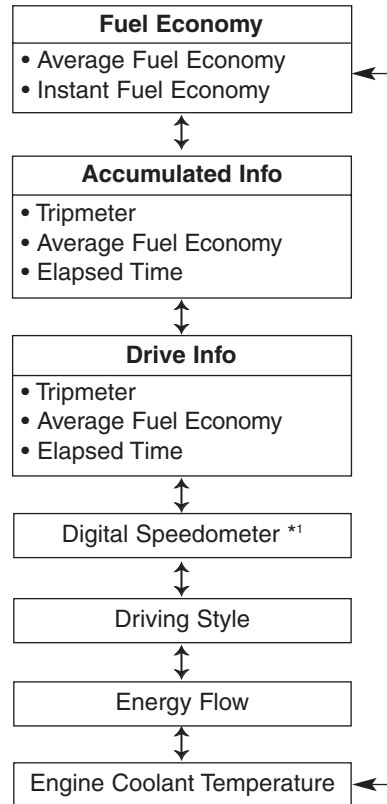 Fuel Economy
• Average Fuel Economy
• Instant Fuel Economy
Accumulated Info
• Tripmeter
• Average Fuel Economy
• Elapsed Time
Drive Info
• Tripmeter
• Average Fuel Economy
• Elapsed Time
Digital Speedometer *1
Driving Style
Energy Flow
Engine Coolant Temperature